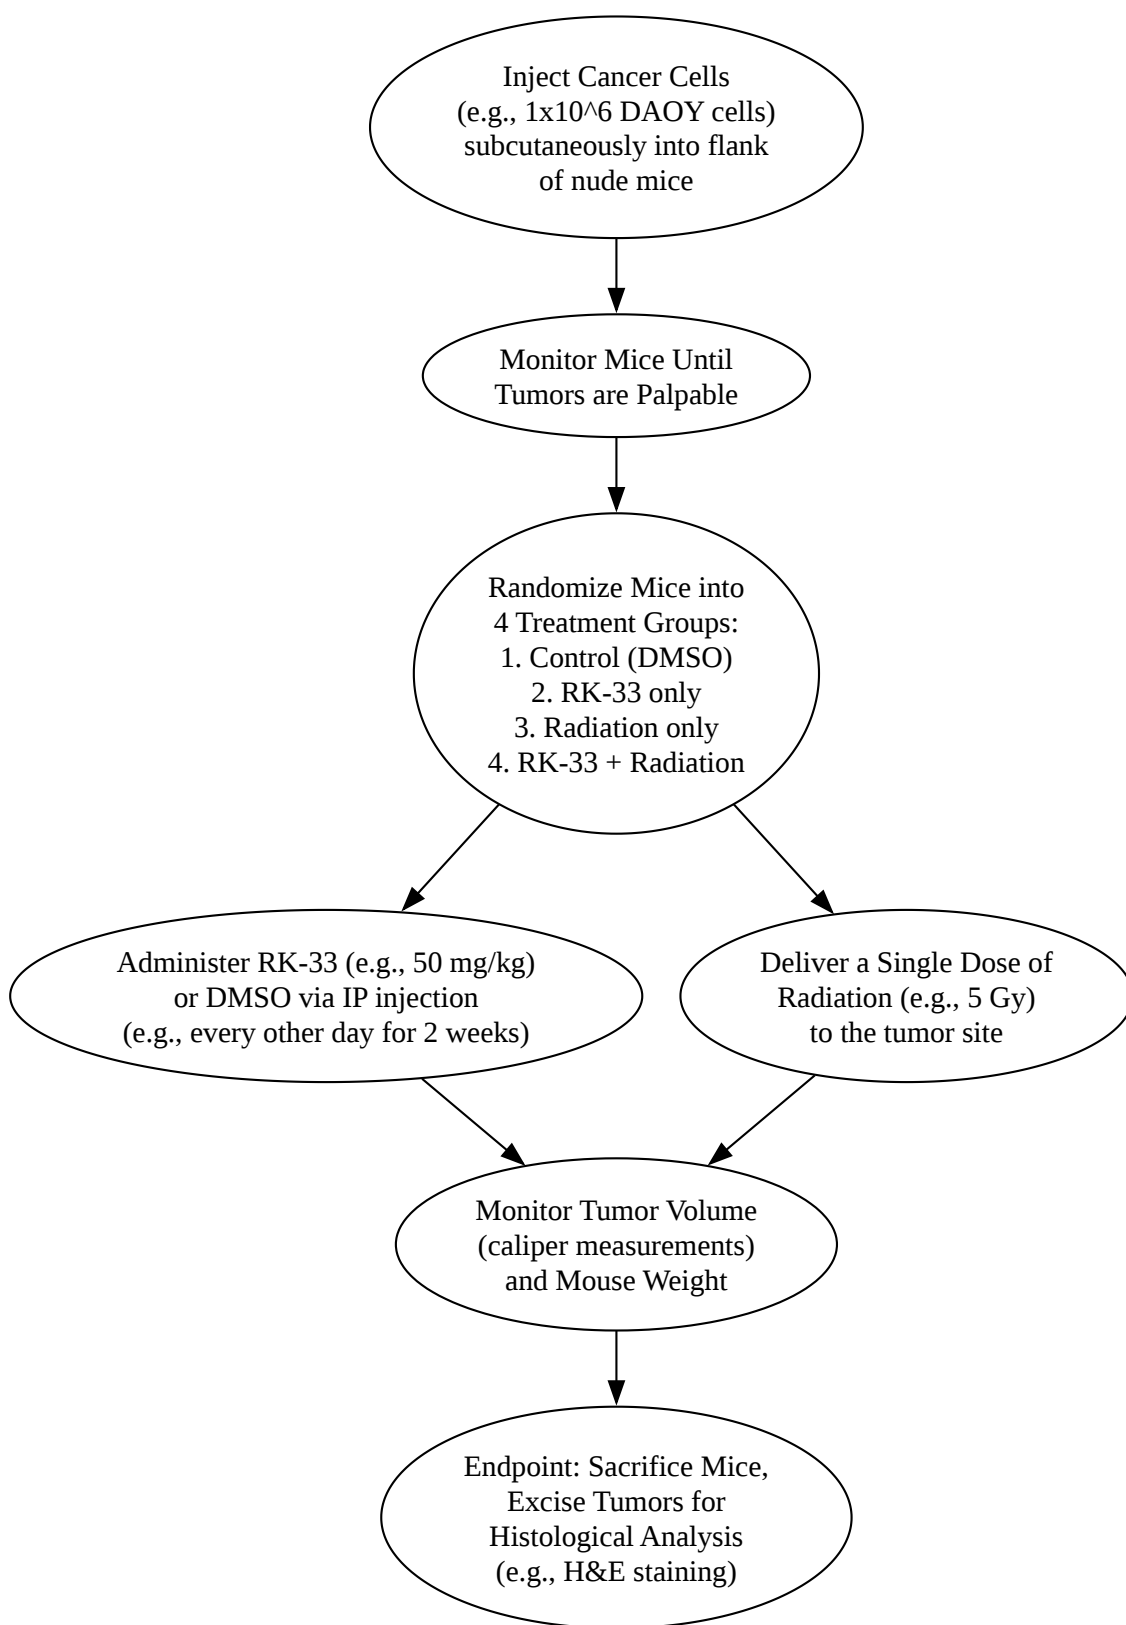 Inject Cancer Cells
(e.g., 1x10^6 DAOY cells)
subcutaneously into flank
of nude mice
Monitor Mice Until
Tumors are Palpable
Randomize Mice into
4 Treatment Groups:
1. Control (DMSO)
2. RK-33 only
3. Radiation only
4. RK-33 + Radiation
Administer RK-33 (e.g., 50 mg/kg)
or DMSO via IP injection
(e.g., every other day for 2 weeks)
Deliver a Single Dose of
Radiation (e.g., 5 Gy)
to the tumor site
Monitor Tumor Volume
(caliper measurements)
and Mouse Weight
Endpoint: Sacrifice Mice,
Excise Tumors for
Histological Analysis
(e.g., H&E staining)